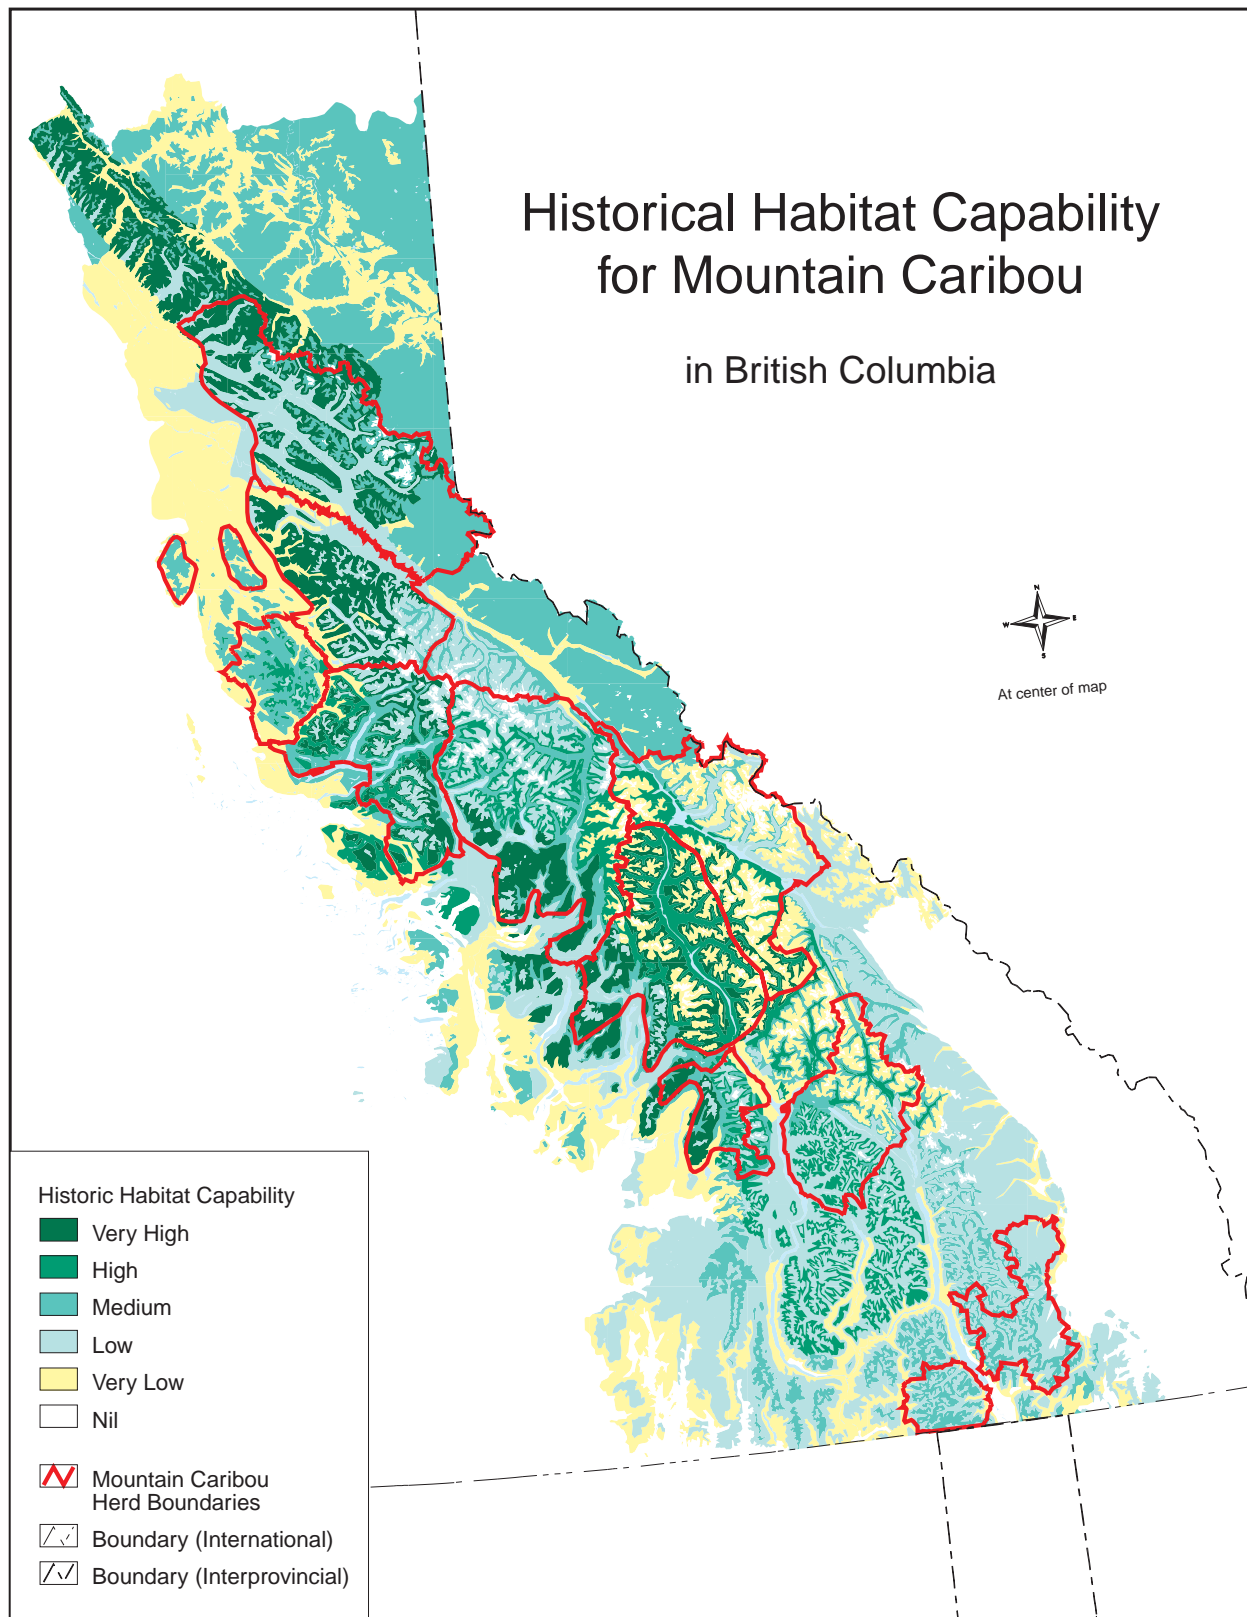 Historical Habitat Capability
for Mountain Caribou
in British Columbia
N
W
E
S
At center of map
Historic Habitat Capability
Very High
High
Medium
Low
Very Low
Nil
Mountain Caribou
Herd Boundaries
Boundary (International)
Boundary (Interprovincial)